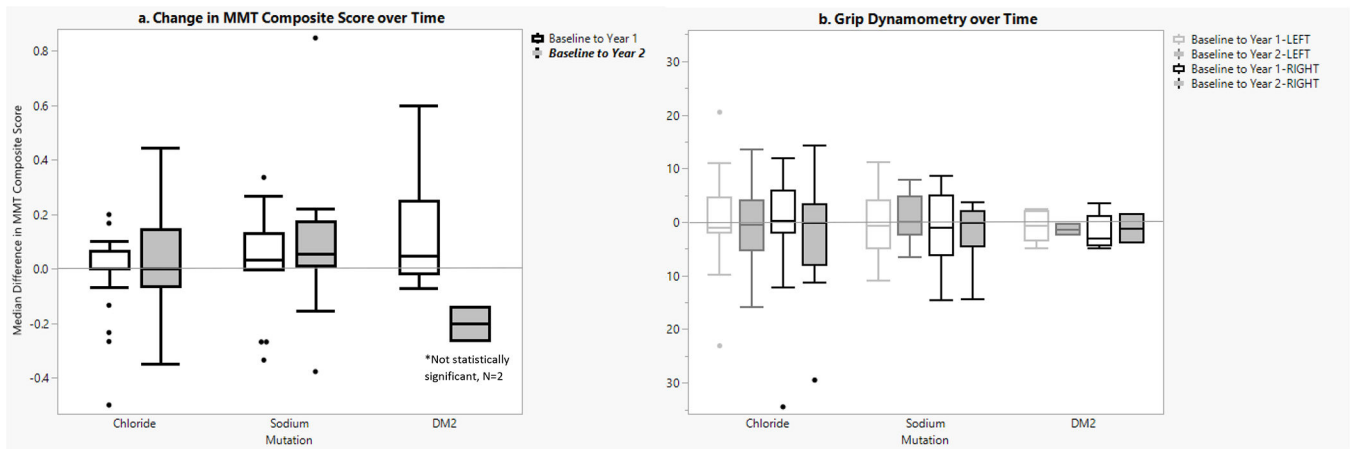 a. Change in MMT Composite Score over Time
Median Difference in MMT Composite Score
0.8
0.6
0.4
0.2
0.0
-0.2
-0.4
*Not statistically
significant, N=2
Chloride
Sodium
DM2
Mutation
Baseline to Year 1
Baseline to Year 2
b. Grip Dynamometry over Time
30
20
10
0
10
20
30
Chloride
Sodium
DM2
Mutation
Baseline to Year 1-LEFT
Baseline to Year 2-LEFT
Baseline to Year 1-RIGHT
Baseline to Year 2-RIGHT